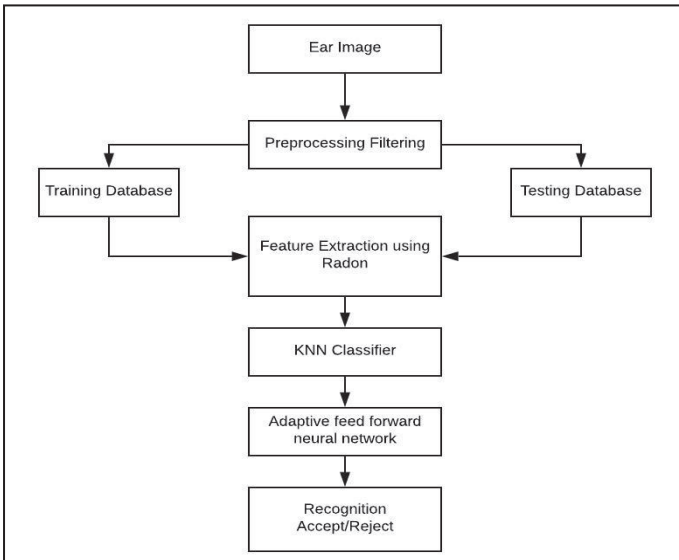 Ear Image
Preprocessing Filtering
Training Database
Testing Database
Feature Extraction using
Radon
KNN Classifier
Adaptive feed forward
neural network
Recognition
Accept/Reject